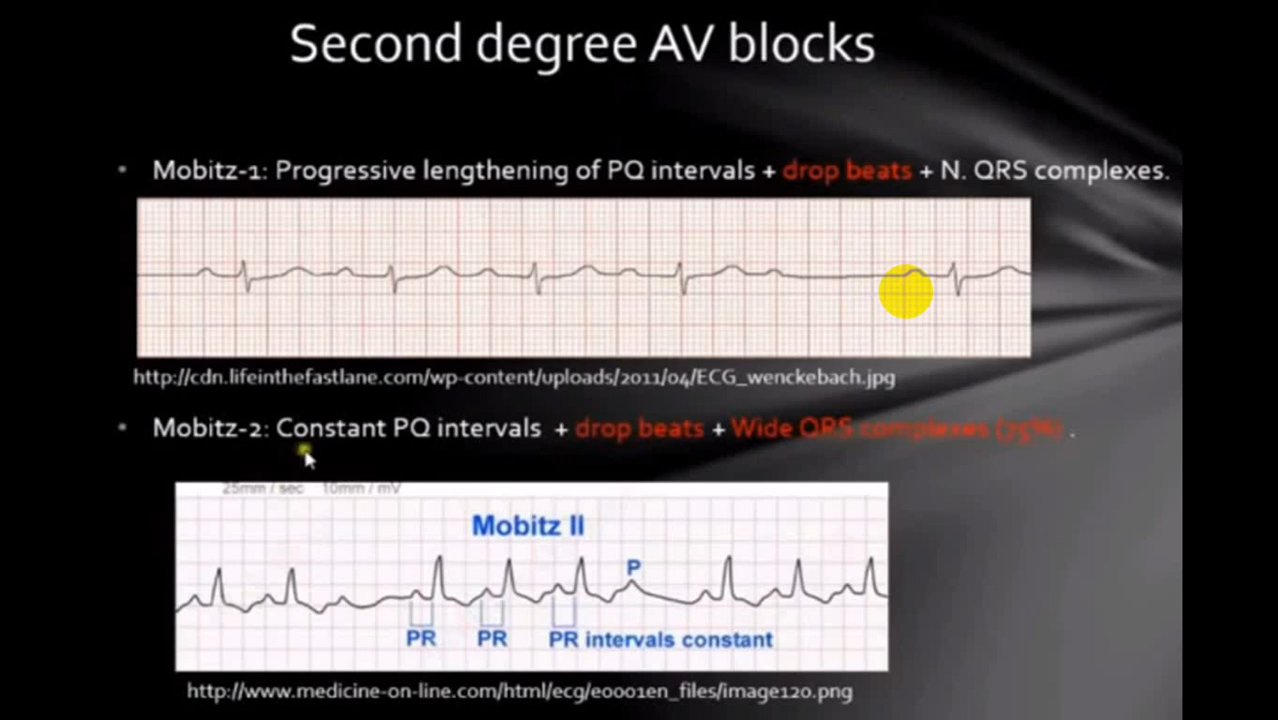 Second degree AV blocks
• Mobitz-1: Progressive lengthening of PQ intervals + drop beats + N. QRS complexes.
http://cdn.lifeinthefastlane.com/wp-content/uploads/2011/04/ECG_wenckebach.jpg
• Mobitz-2: Constant PQ intervals + drop beats + Wide QRS complexes (75%) .
25mm / sec 10mm / mV
Mobitz II
P
PR PR PR intervals constant
http://www.medicine-on-line.com/html/ecg/e0001en_files/image120.png